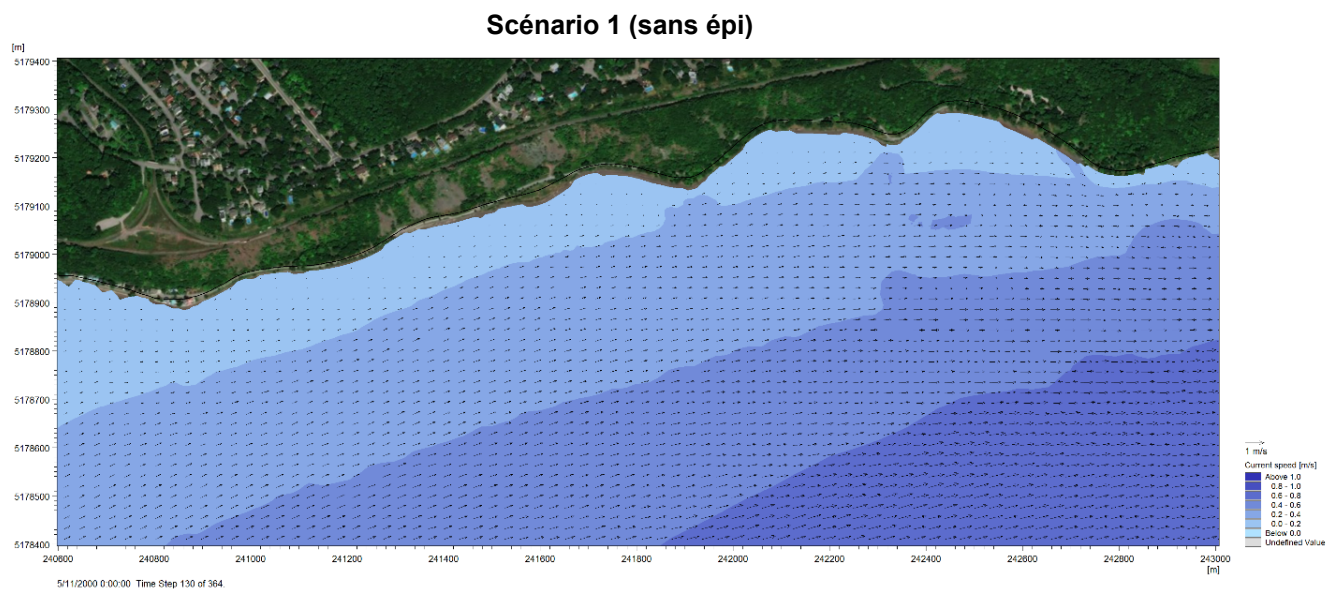 Scénario 1 (sans épi)
[m]
5179400
5179300
5179200
5179100
5179000
5178900
5178800
5178700
5178600
5178500
5178400
240600 240800 241000 241200 241400 241600 241800 242000 242200 242400 242600 242800 243000
[m]
1 m/s
Current speed [m/s]
Above 1.0
0.8 - 1.0
0.6 - 0.8
0.4 - 0.6
0.2 - 0.4
0.0 - 0.2
Below 0.0
Undefined Value
5/11/2000 0:00:00 Time Step 130 of 364.